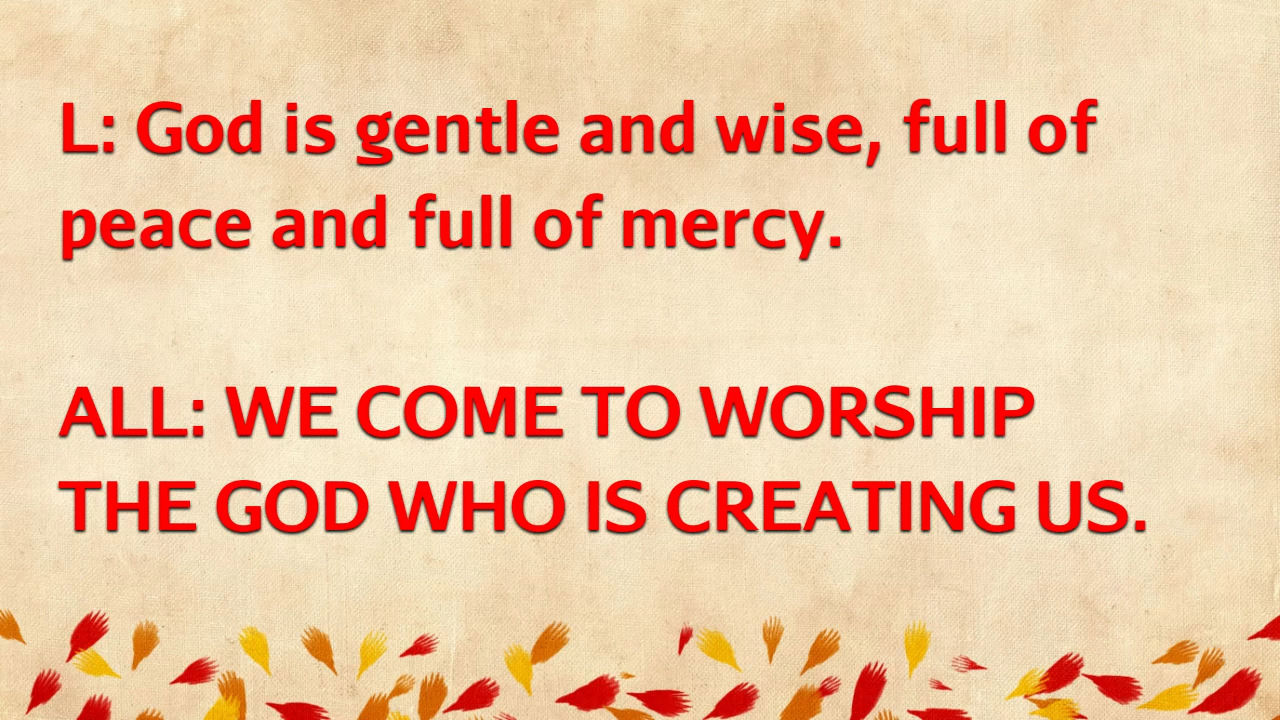 L: God is gentle and wise, full of
peace and full of mercy.
ALL: WE COME TO WORSHIP
THE GOD WHO IS CREATING US.